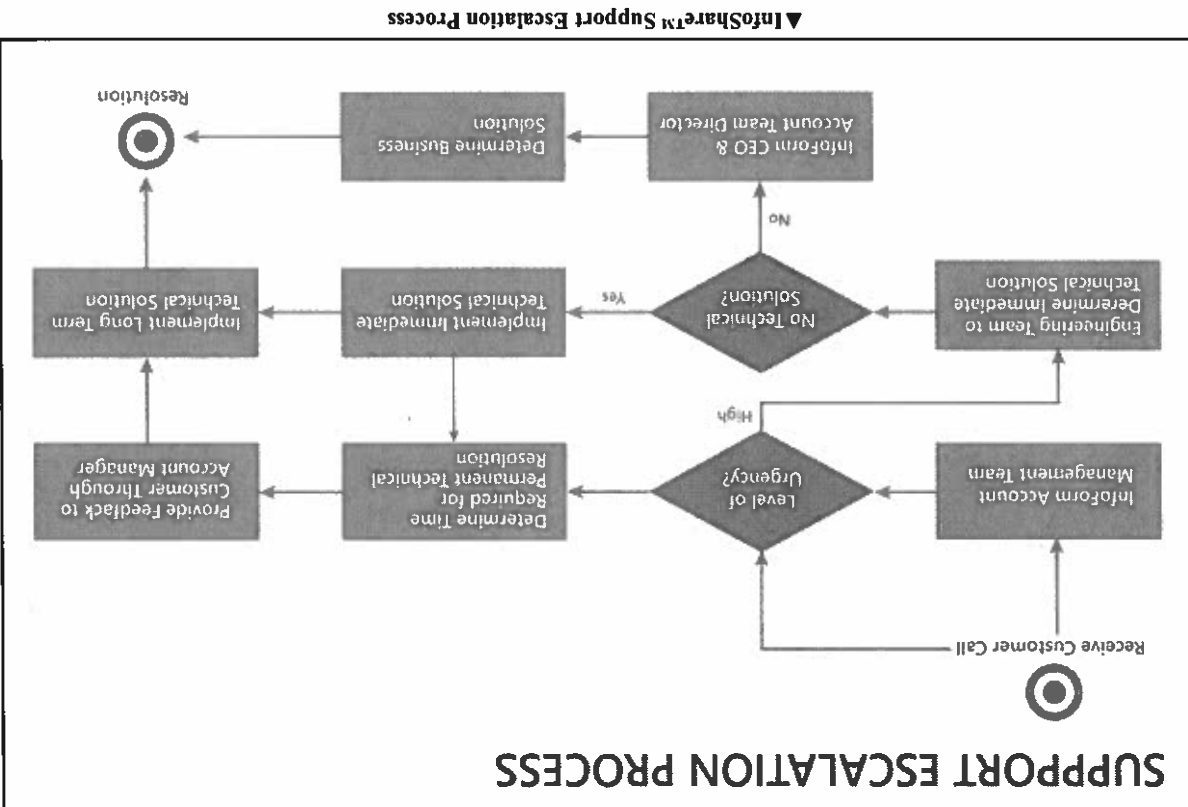 SUPPPORT ESCALATION PROCESS
Receive Customer Call
InfoForm Account
Management Team
Level of
Urgency?
Determine Time
Required for
Permanent Technical
Resolution
Provide Feedback to
Customer Through
Account Manager
High
Engineering Team to
Derermine Immediate
Technical Solution
No Technical
Solution?
Yes
Implement Immediate
Technical Solution
Implement Long Term
Technical Solution
No
InfoForm CEO &
Account Team Director
Determine Business
Solution
Resolution
▲InfoShare™ Support Escalation Process